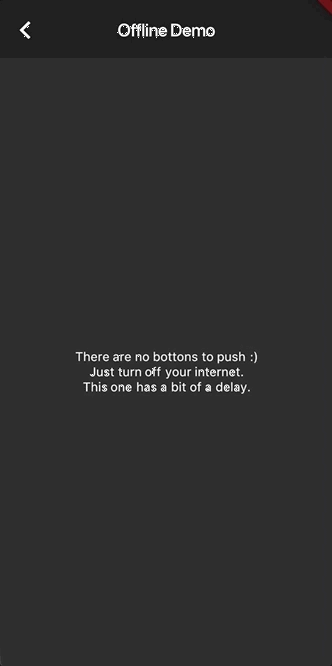 Offline Demo
There are no bottons to push :)
Just turn off your internet.
This one has a bit of a delay.